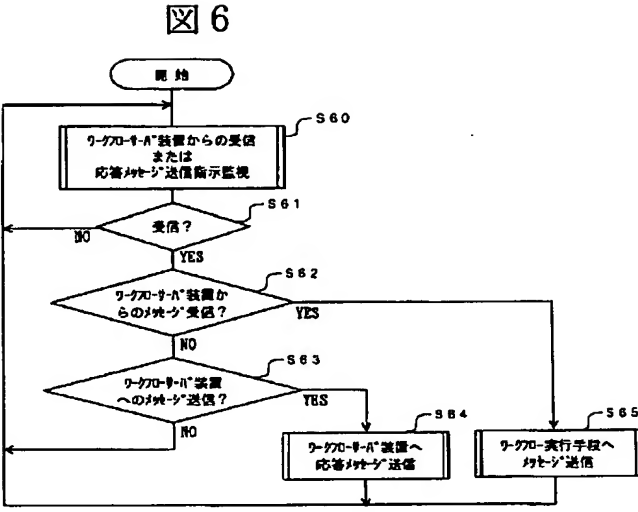 図6
開始
S60
ワークフローサーバ装置からの受信
または
応答メッセージ送信指示監視
S61
受信?
NO
YES
S62
ワークフローサーバ装置か
らのメッセージ受信?
YES
NO
S63
ワークフローサーバ装置
へのメッセージ送信?
YES
NO
S64
ワークフローサーバ装置へ
応答メッセージ送信
S65
ワークフロー実行手段へ
メッセージ送信